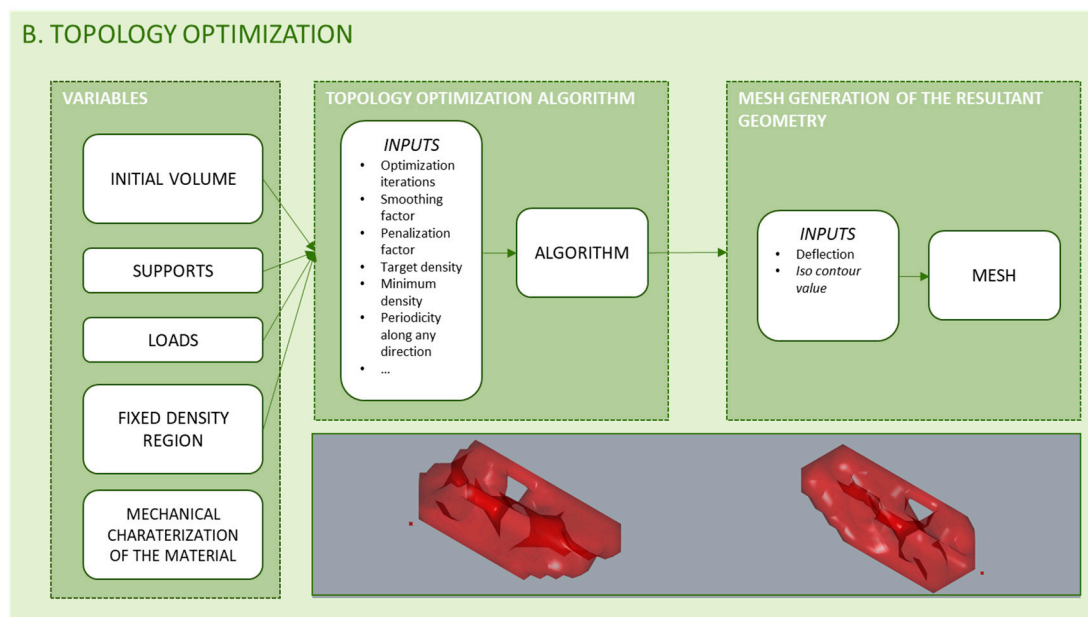 B. TOPOLOGY OPTIMIZATION
VARIABLES
INITIAL VOLUME
SUPPORTS
LOADS
FIXED DENSITY
REGION
MECHANICAL
CHARATERIZATION
OF THE MATERIAL
TOPOLOGY OPTIMIZATION ALGORITHM
INPUTS
• Optimization
iterations
• Smoothing
factor
• Penalization
factor
• Target density
• Minimum
density
• Periodicity
along any
direction
• ...
ALGORITHM
MESH GENERATION OF THE RESULTANT
GEOMETRY
INPUTS
• Deflection
• Iso contour
value
MESH